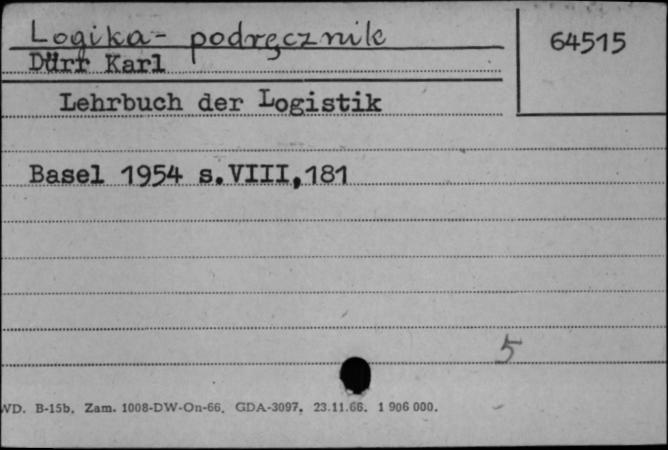 Logika - podręcznik
64515
Dürr Karl
Lehrbuch der Logistik
Basel 1954 s.VIII,181
5
WD. B-15b. Zam. 1008-DW-On-66. GDA-3097. 23.11.66. 1 906 000.